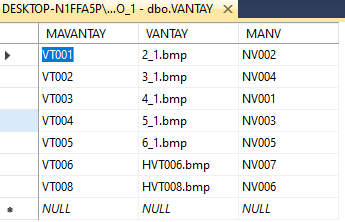 DESKTOP-N1FFA5P\...O_1 - dbo.VANTAY
MAVANTAY VANTAY MANV
VT001 2_1.bmp NV002
VT002 3_1.bmp NV004
VT003 4_1.bmp NV001
VT004 5_1.bmp NV003
VT005 6_1.bmp NV005
VT006 HVT006.bmp NV007
VT008 HVT008.bmp NV006
NULL NULL NULL